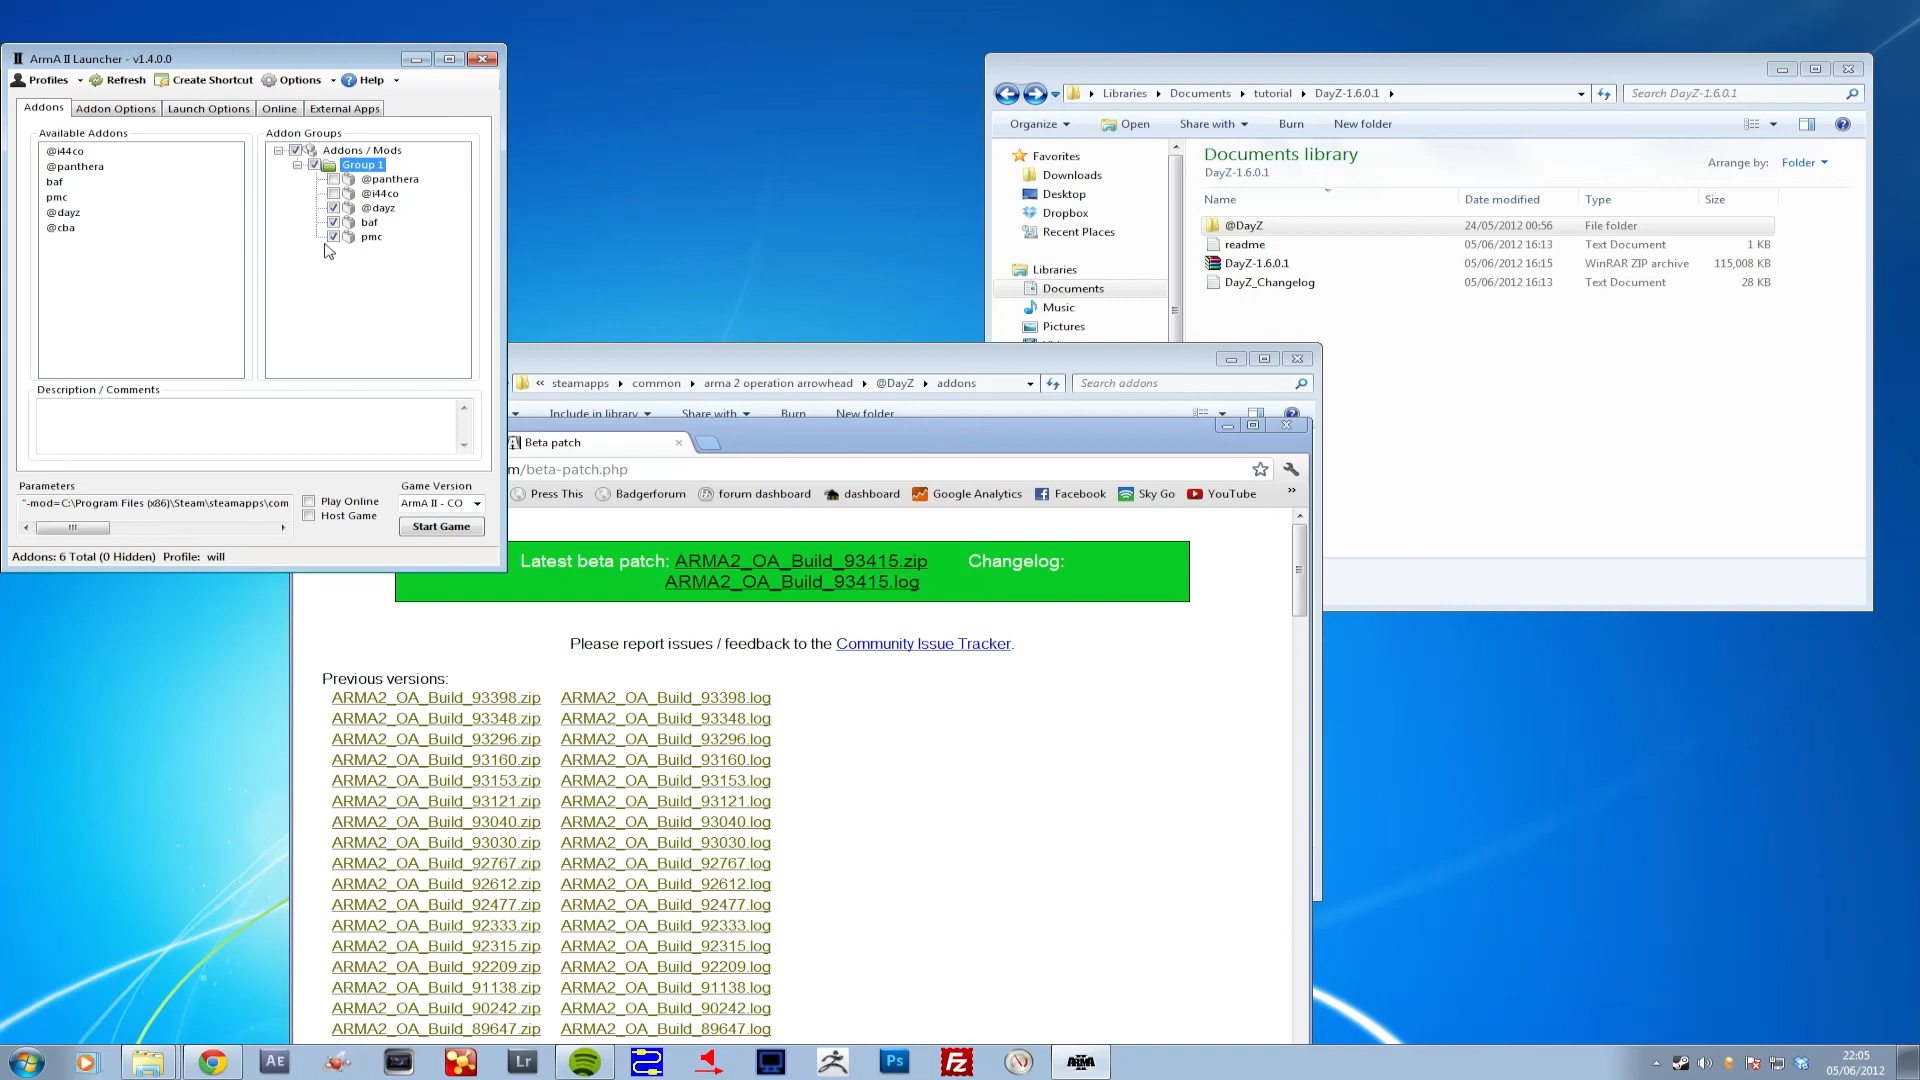 ArmA II Launcher - v1.4.0.0
Profiles Refresh Create Shortcut Options Help
Addons Addon Options Launch Options Online External Apps
Available Addons
@i44co
@panthera
baf
pmc
@dayz
@cba
Addon Groups
Addons / Mods
Group 1
@panthera
@i44co
@dayz
baf
pmc
Description / Comments
Parameters
"-mod=C:\Program Files (x86)\Steam\steamapps\com
Play Online
Host Game
Game Version
ArmA II - CO
Start Game
Addons: 6 Total (0 Hidden) Profile: will
Libraries Documents tutorial DayZ-1.6.0.1
Search DayZ-1.6.0.1
Organize Open Share with Burn New folder
Favorites
Downloads
Desktop
Dropbox
Recent Places
Libraries
Documents
Music
Pictures
Documents library
DayZ-1.6.0.1
Arrange by: Folder
Name Date modified Type Size
@DayZ 24/05/2012 00:56 File folder
readme 05/06/2012 16:13 Text Document 1 KB
DayZ-1.6.0.1 05/06/2012 16:15 WinRAR ZIP archive 115,008 KB
DayZ_Changelog 05/06/2012 16:13 Text Document 28 KB
« steamapps common arma 2 operation arrowhead @DayZ addons
Search addons
Include in library Share with Burn New folder
Beta patch
m/beta-patch.php
Press This Badgerforum forum dashboard dashboard Google Analytics Facebook Sky Go YouTube »
Latest beta patch: ARMA2_OA_Build_93415.zip Changelog:
ARMA2_OA_Build_93415.log
Please report issues / feedback to the Community Issue Tracker.
Previous versions:
ARMA2_OA_Build_93398.zip ARMA2_OA_Build_93398.log
ARMA2_OA_Build_93348.zip ARMA2_OA_Build_93348.log
ARMA2_OA_Build_93296.zip ARMA2_OA_Build_93296.log
ARMA2_OA_Build_93160.zip ARMA2_OA_Build_93160.log
ARMA2_OA_Build_93153.zip ARMA2_OA_Build_93153.log
ARMA2_OA_Build_93121.zip ARMA2_OA_Build_93121.log
ARMA2_OA_Build_93040.zip ARMA2_OA_Build_93040.log
ARMA2_OA_Build_93030.zip ARMA2_OA_Build_93030.log
ARMA2_OA_Build_92767.zip ARMA2_OA_Build_92767.log
ARMA2_OA_Build_92612.zip ARMA2_OA_Build_92612.log
ARMA2_OA_Build_92477.zip ARMA2_OA_Build_92477.log
ARMA2_OA_Build_92333.zip ARMA2_OA_Build_92333.log
ARMA2_OA_Build_92315.zip ARMA2_OA_Build_92315.log
ARMA2_OA_Build_92209.zip ARMA2_OA_Build_92209.log
ARMA2_OA_Build_91138.zip ARMA2_OA_Build_91138.log
ARMA2_OA_Build_90242.zip ARMA2_OA_Build_90242.log
ARMA2_OA_Build_89647.zip ARMA2_OA_Build_89647.log
AE Lr Ps Fz ARMA II
22:05
05/06/2012